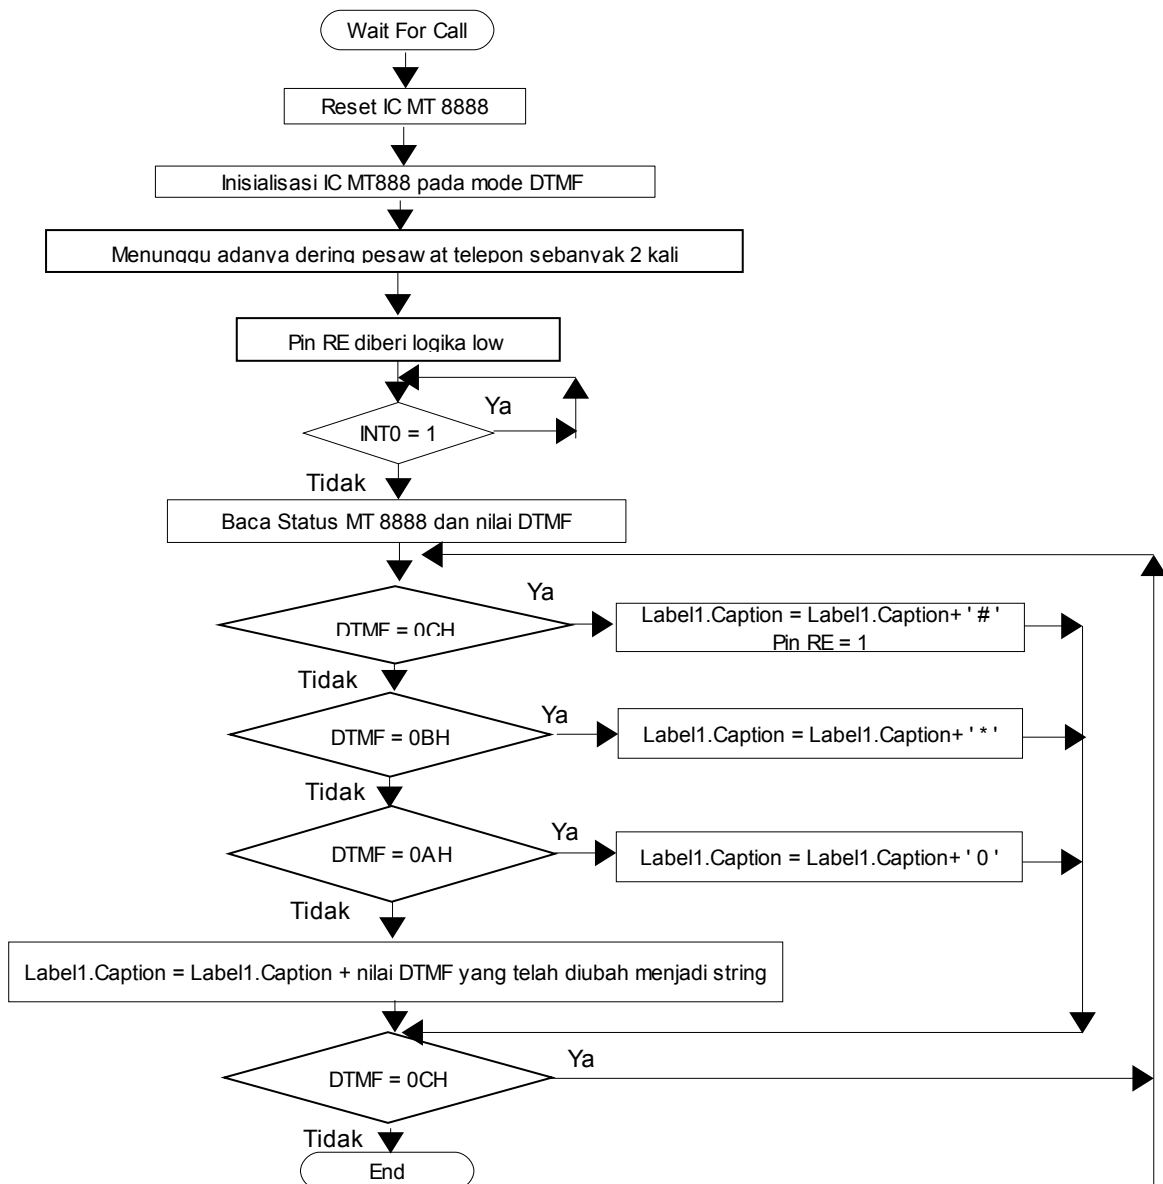 Wait For Call
Reset IC MT 8888
Inisialisasi IC MT888 pada mode DTMF
Menunggu adanya dering pesawat telepon sebanyak 2 kali
Pin RE diberi logika low
Ya
INT0 = 1
Tidak
Baca Status MT 8888 dan nilai DTMF
Ya
DTMF = 0CH
Label1.Caption = Label1.Caption+ ' # '
Pin RE = 1
Tidak
Ya
DTMF = 0BH
Label1.Caption = Label1.Caption+ ' * '
Tidak
Ya
DTMF = 0AH
Label1.Caption = Label1.Caption+ ' 0 '
Tidak
Label1.Caption = Label1.Caption + nilai DTMF yang telah diubah menjadi string
Ya
DTMF = 0CH
Tidak
End